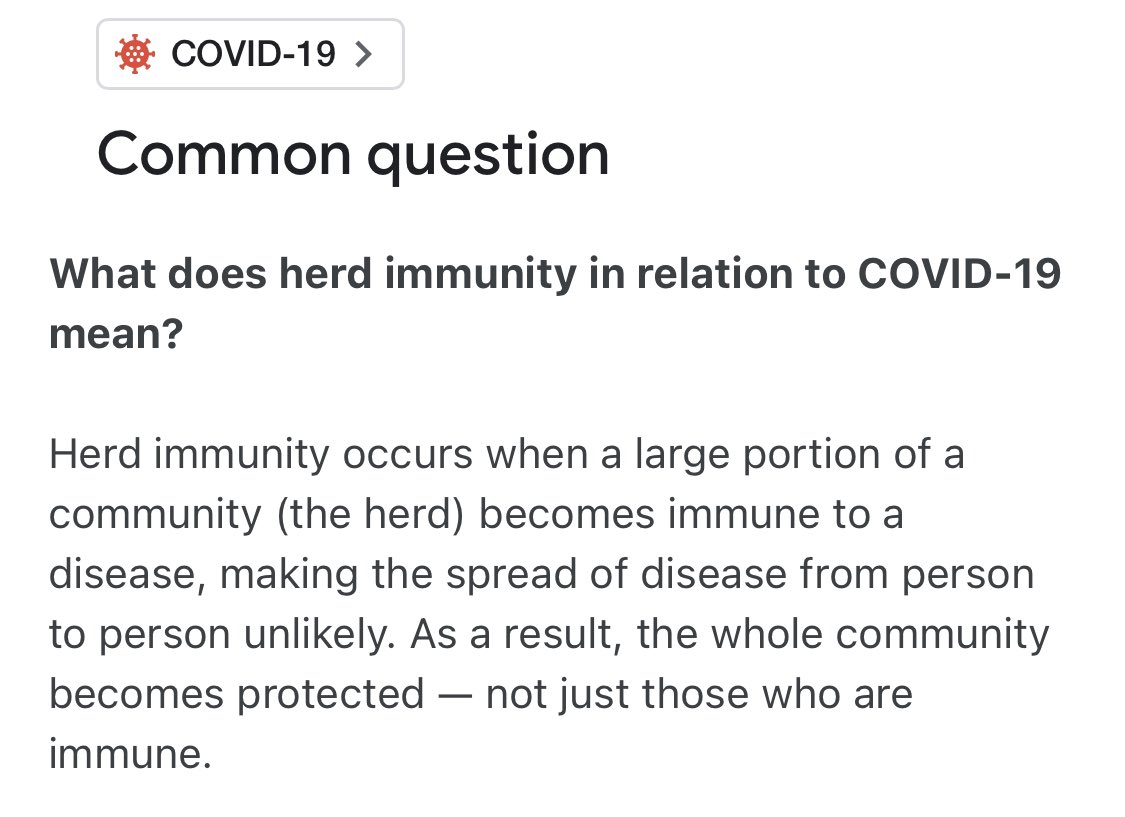 COVID-19 >
Common question
What does herd immunity in relation to COVID-19
mean?
Herd immunity occurs when a large portion of a
community (the herd) becomes immune to a
disease, making the spread of disease from person
to person unlikely. As a result, the whole community
becomes protected — not just those who are
immune.